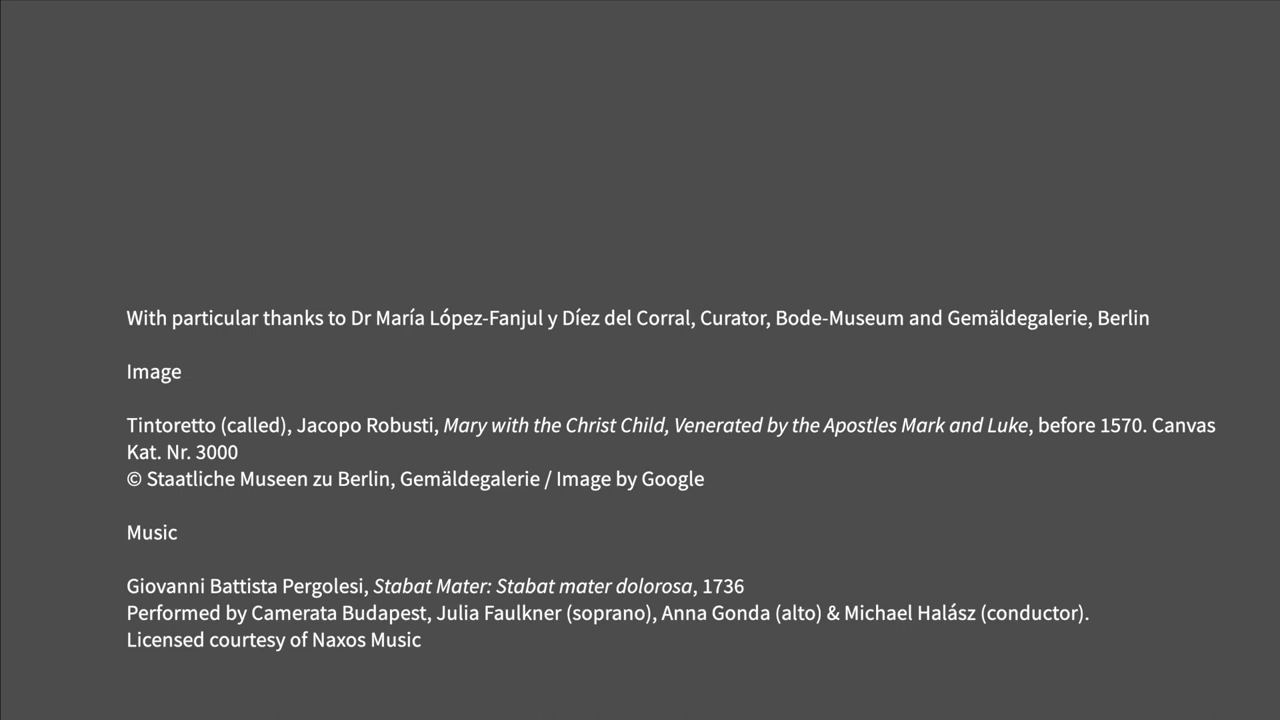 With particular thanks to Dr María López-Fanjul y Díez del Corral, Curator, Bode-Museum and Gemäldegalerie, Berlin
Image
Tintoretto (called), Jacopo Robusti, Mary with the Christ Child, Venerated by the Apostles Mark and Luke, before 1570. Canvas
Kat. Nr. 3000
© Staatliche Museen zu Berlin, Gemäldegalerie / Image by Google
Music
Giovanni Battista Pergolesi, Stabat Mater: Stabat mater dolorosa, 1736
Performed by Camerata Budapest, Julia Faulkner (soprano), Anna Gonda (alto) & Michael Halász (conductor).
Licensed courtesy of Naxos Music